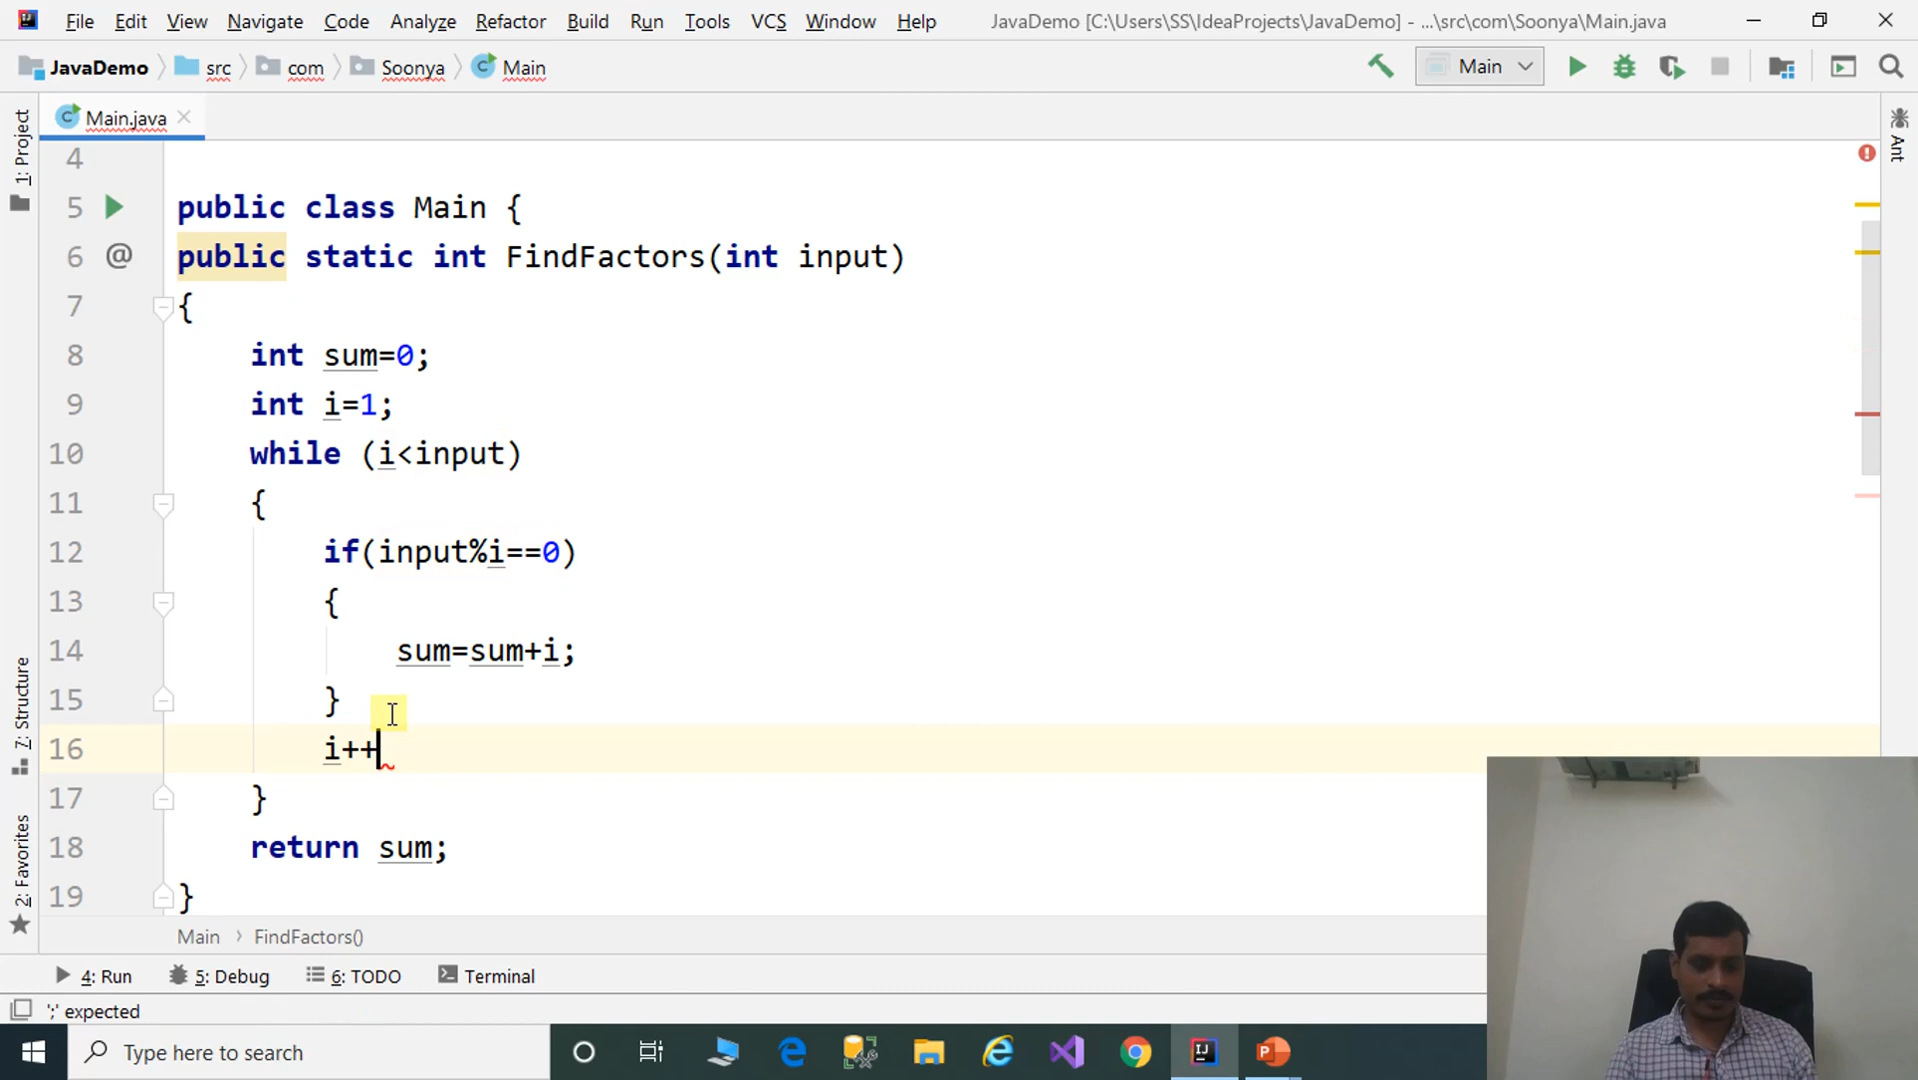 File Edit View Navigate Code Analyze Refactor Build Run Tools VCS Window Help JavaDemo [C:\Users\SS\IdeaProjects\JavaDemo] - ...\src\com\Soonya\Main.java
JavaDemo src com Soonya Main Main
Main.java
1: Project
Ant
4
5 public class Main {
6 @ public static int FindFactors(int input)
7 {
8 int sum=0;
9 int i=1;
10 while (i<input)
11 {
12 if(input%i==0)
13 {
14 sum=sum+i;
15 }
16 i++
17 }
18 return sum;
19 }
7: Structure
2: Favorites
Main FindFactors()
4: Run 5: Debug 6: TODO Terminal
';' expected
Type here to search